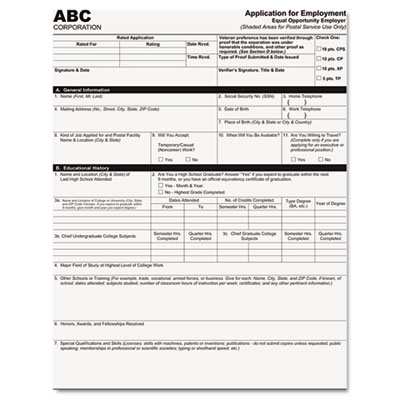 ABC
CORPORATION
Application for Employment
Equal Opportunity Employer
(Shaded Areas for Postal Service Use Only)
Rated Application
Rated For
Rating
Date Rcvd.
Time Rcvd.
Signature & Date
Veteran preference has been verified through
proof that the separation was under
honorable conditions, and other proof as
required. (See Section D below.)
Type of Proof Submitted & Date Issued
Verifier's Signature, Title & Date
Check One:
10 pts. CPS
10 pts. CP
10 pts. XP
5 pts. TP
A. General Information
1. Name (First, MI, Last)
2. Social Security No. (SSN)
3. Home Telephone
( )
4. Mailing Address (No., Street, City, State, ZIP Code)
5. Date of Birth
6. Work Telephone
( )
7. Place of Birth (City & State or City & Country)
8. Kind of Job Applied for and Postal Facility
Name & Location (City & State)
9. Will You Accept
Temporary/Casual
(Noncareer) Work?
Yes No
10. When Will You Be Available?
11. Are You Willing to Travel?
(Complete only if you are
applying for an executive or
professional position.)
Yes No
B. Educational History
1. Name and Location (City & State) of
Last High School Attended
2. Are you a High School Graduate? Answer "Yes" if you expect to graduate within the next
9 months, or you have an official equivalency certificate of graduation.
Yes - Month & Year:
No - Highest Grade Completed:
3a. Name and Location of College or University (City, State,
and ZIP Code if known. If you expect to graduate within
9 months, give month and year you expect degree.)
Dates Attended
From
To
No. of Credits Completed
Semester Hrs.
Quarter Hrs.
Type Degree
(BA, etc.)
Year of Degree
3b. Chief Undergraduate College Subjects
Semester Hrs.
Completed
Quarter Hrs.
Completed
3c. Chief Graduate College
Subjects
Semester Hrs.
Completed
Quarter Hrs.
Completed
4. Major Field of Study at Highest Level of College Work
5. Other Schools or Training (For example, trade, vocational, armed forces, or business. Give for each: Name, City, State, and ZIP Code, if known, of
school; dates attended; subjects studied; number of classroom hours of instruction per week; certificates; and any other pertinent information.)
6. Honors, Awards, and Fellowships Received
7. Special Qualifications and Skills (Licenses; skills with machines, patents or inventions; publications - do not submit copies unless requested; public
speaking; memberships in professional or scientific societies; typing or shorthand speed, etc.)